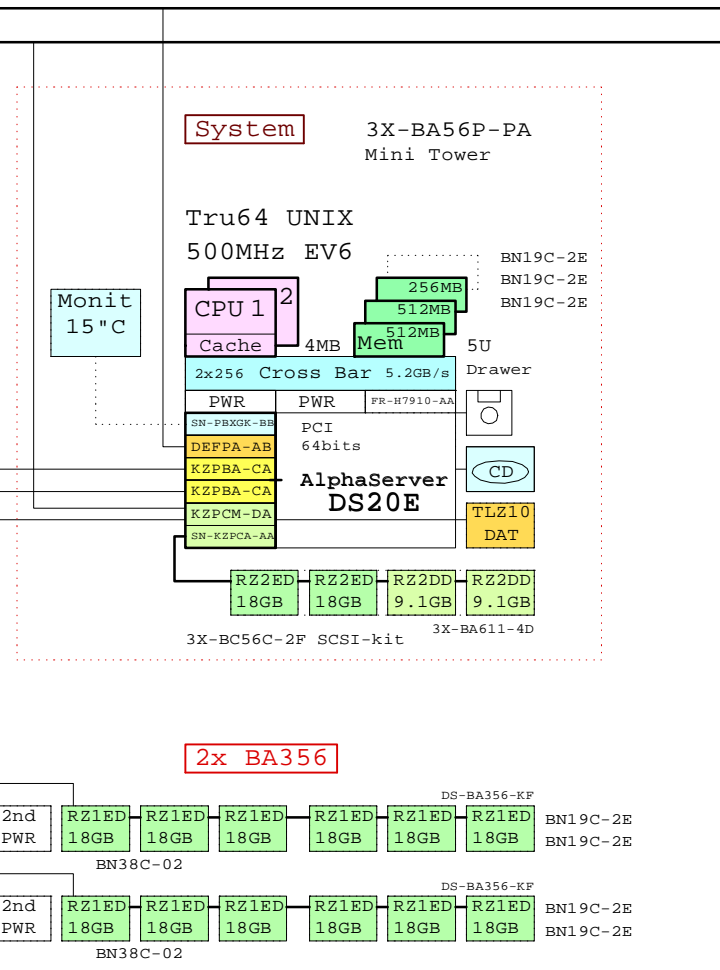 System
3X-BA56P-PA
Mini Tower
Tru64 UNIX
500MHz EV6
BN19C-2E
BN19C-2E
BN19C-2E
Monit
15"C
CPU 1
2
Cache
4MB
256MB
512MB
512MB
Mem
5U
Drawer
2x256 Cross Bar 5.2GB/s
PWR
PWR
FR-H7910-AA
SN-PBXGK-BB
PCI
64bits
DEFPA-AB
KZPBA-CA
KZPBA-CA
KZPCM-DA
SN-KZPCA-AA
AlphaServer
DS20E
CD
TLZ10
DAT
RZ2ED
18GB
RZ2ED
18GB
RZ2DD
9.1GB
RZ2DD
9.1GB
3X-BC56C-2F SCSI-kit
3X-BA611-4D
2x BA356
DS-BA356-KF
2nd
PWR
RZ1ED
18GB
RZ1ED
18GB
RZ1ED
18GB
RZ1ED
18GB
RZ1ED
18GB
RZ1ED
18GB
BN19C-2E
BN19C-2E
BN38C-02
DS-BA356-KF
2nd
PWR
RZ1ED
18GB
RZ1ED
18GB
RZ1ED
18GB
RZ1ED
18GB
RZ1ED
18GB
RZ1ED
18GB
BN19C-2E
BN19C-2E
BN38C-02